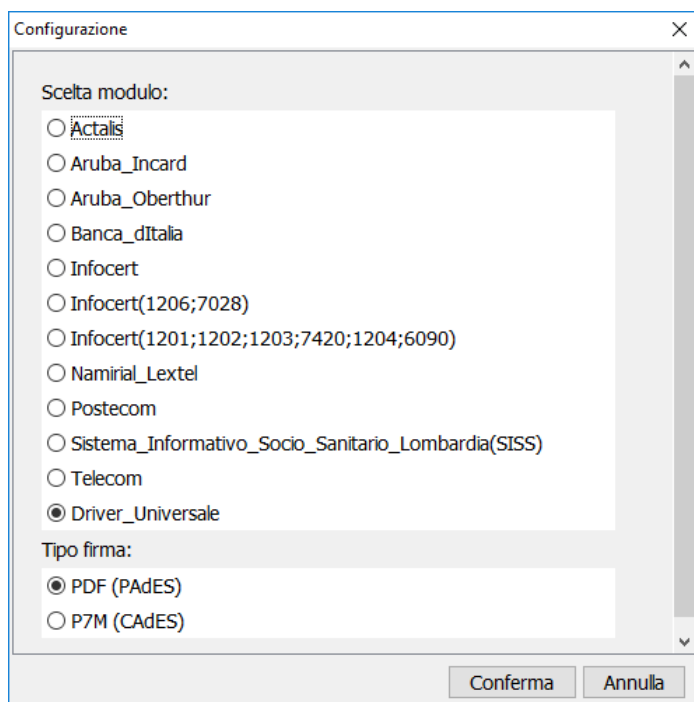 Configurazione
Scelta modulo:
Actalis
Aruba_Incard
Aruba_Oberthur
Banca_dItalia
Infocert
Infocert(1206;7028)
Infocert(1201;1202;1203;7420;1204;6090)
Namirial_Lextel
Postecom
Sistema_Informativo_Socio_Sanitario_Lombardia(SISS)
Telecom
Driver_Universale
Tipo firma:
PDF (PAdES)
P7M (CAdES)
Conferma Annulla